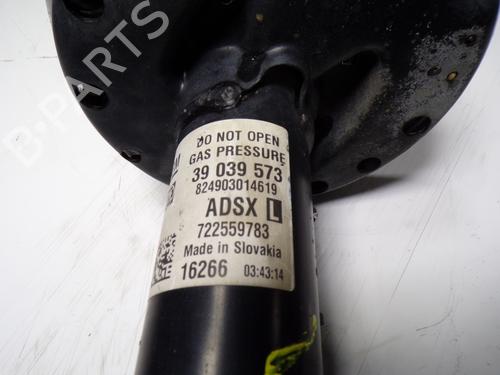 B-PARTS
DO NOT OPEN
GAS PRESSURE
39 039 573
824903014619
ADSX L
722559783
Made in Slovakia
16266 03:43:14